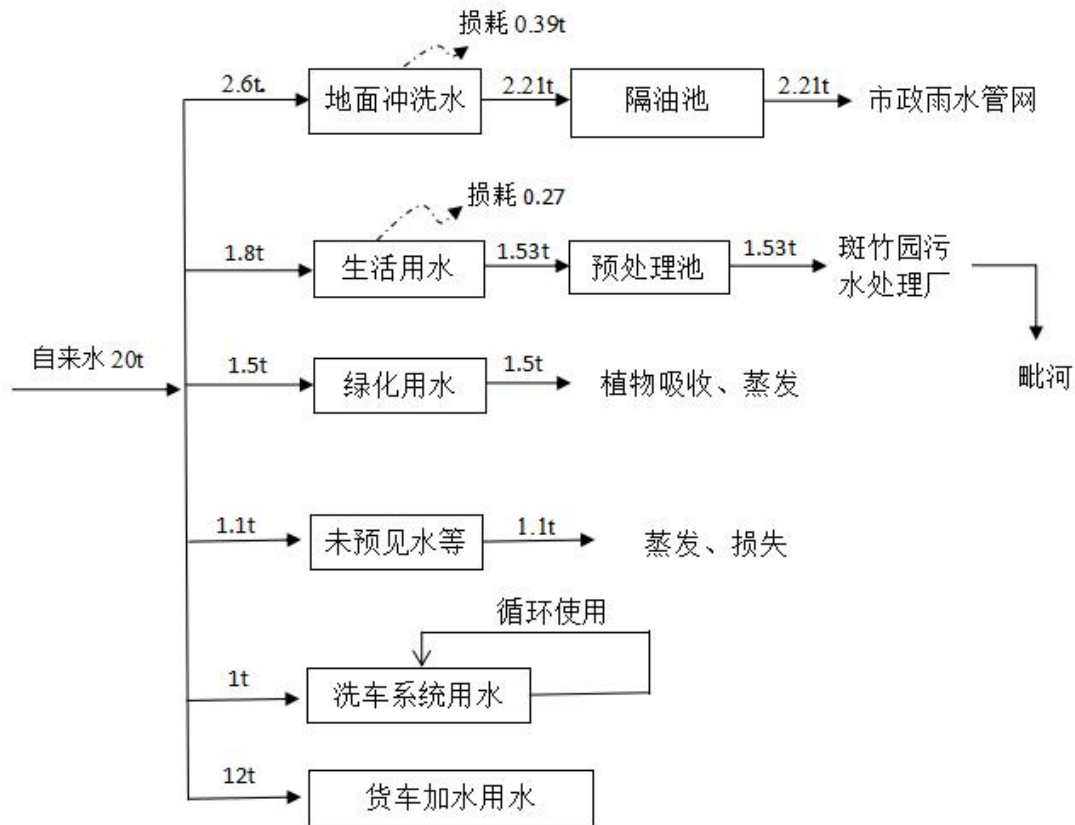 损耗 0.39t
2.6t.
地面冲洗水
2.21t
隔油池
2.21t
市政雨水管网
损耗 0.27
1.8t
生活用水
1.53t
预处理池
1.53t
斑竹园污
水处理厂
自来水 20t
1.5t
绿化用水
1.5t
植物吸收、蒸发
毗河
1.1t
未预见水等
1.1t
蒸发、损失
循环使用
1t
洗车系统用水
12t
货车加水用水